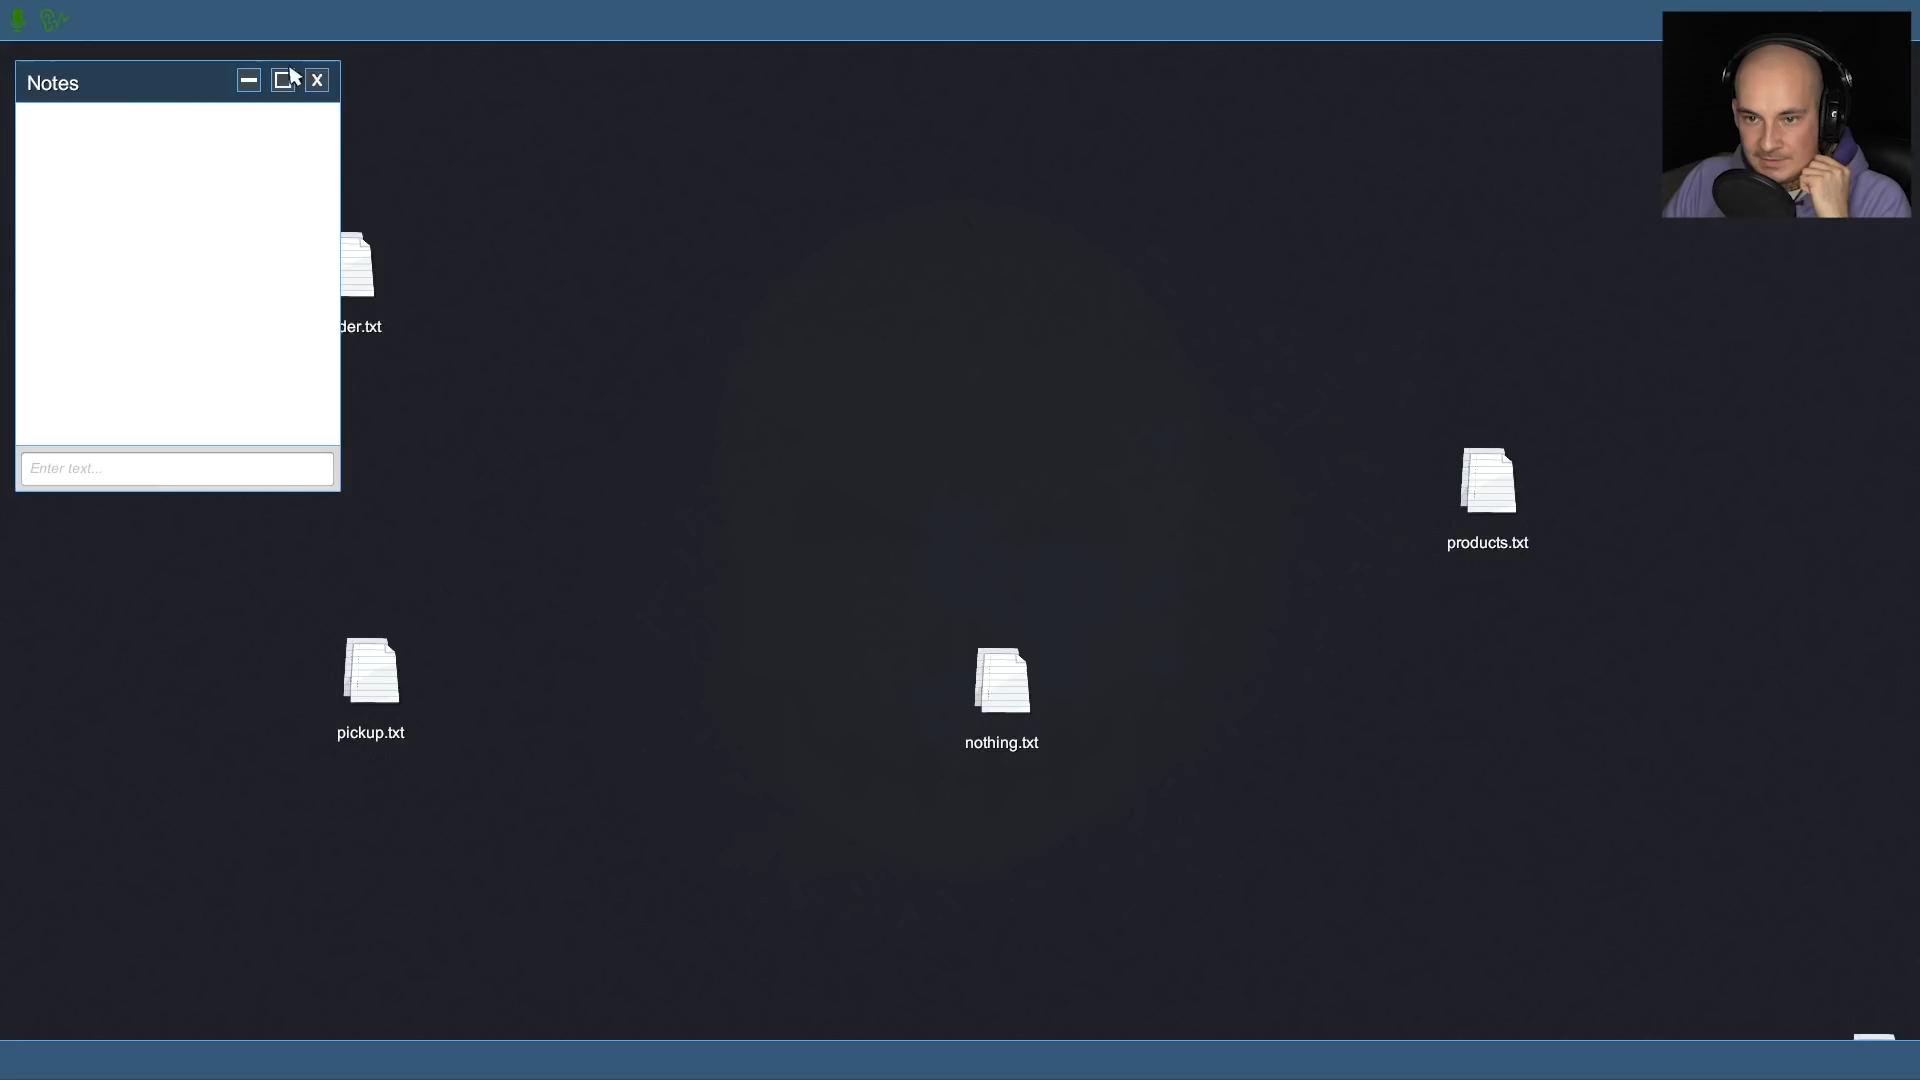 Notes
X
der.txt
Enter text...
products.txt
pickup.txt
nothing.txt